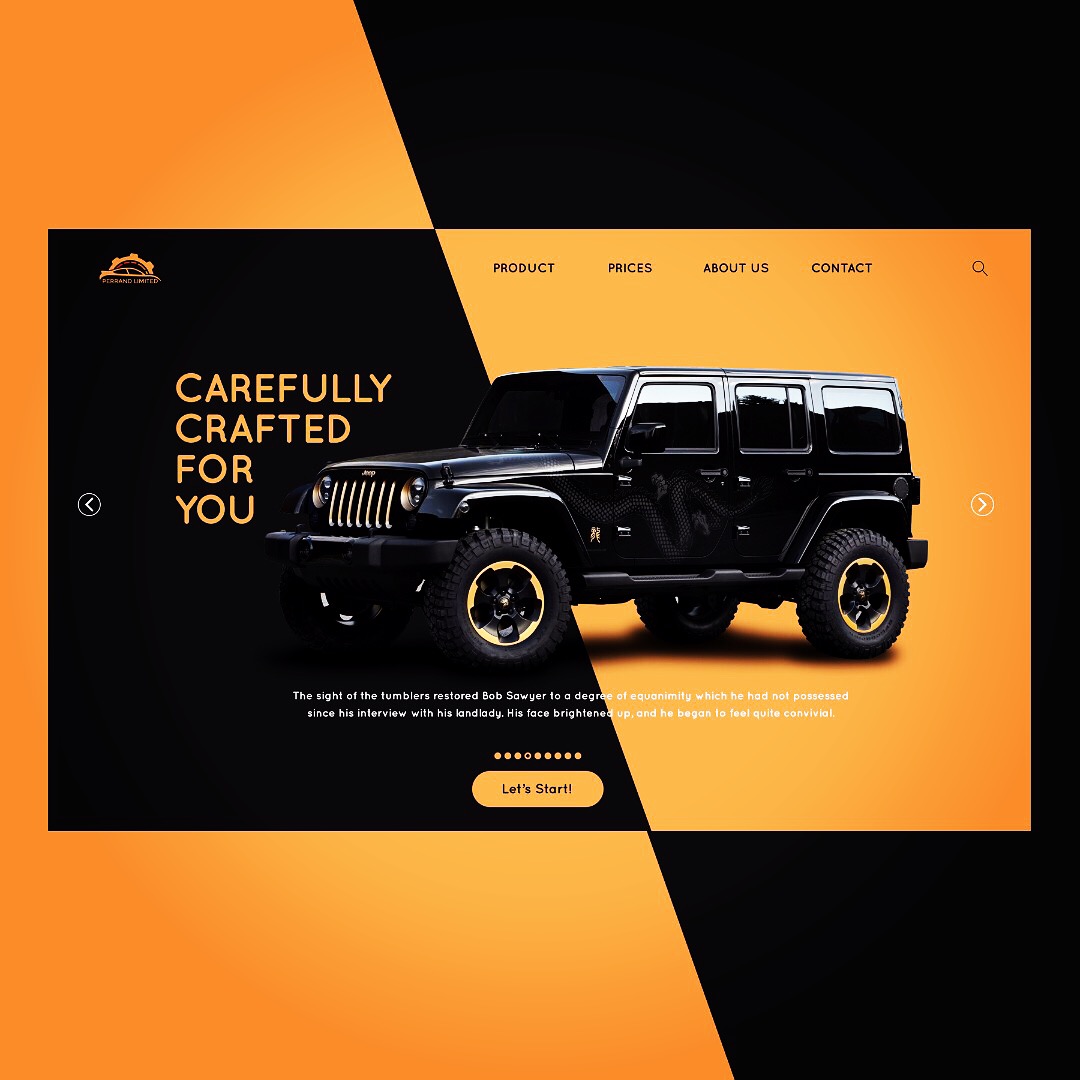 PERRAND LIMITED
PRODUCT PRICES ABOUT US CONTACT
CAREFULLY
CRAFTED
FOR
YOU
Jeep
The sight of the tumblers restored Bob Sawyer to a degree of equanimity which he had not possessed
since his interview with his landlady. His face brightened up, and he began to feel quite convivial.
Let's Start!